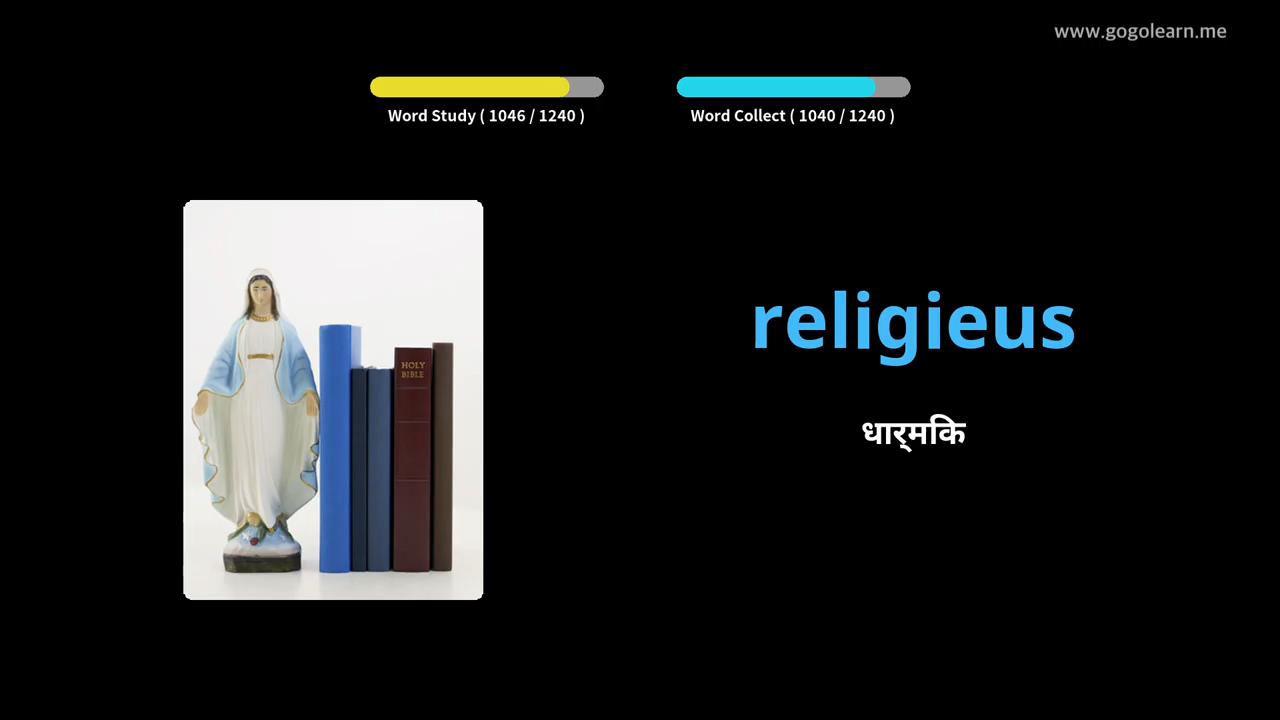 www.gogolearn.me
Word Study ( 1046 / 1240 )
Word Collect ( 1040 / 1240 )
HOLY
BIBLE
religieus
धार्मिक